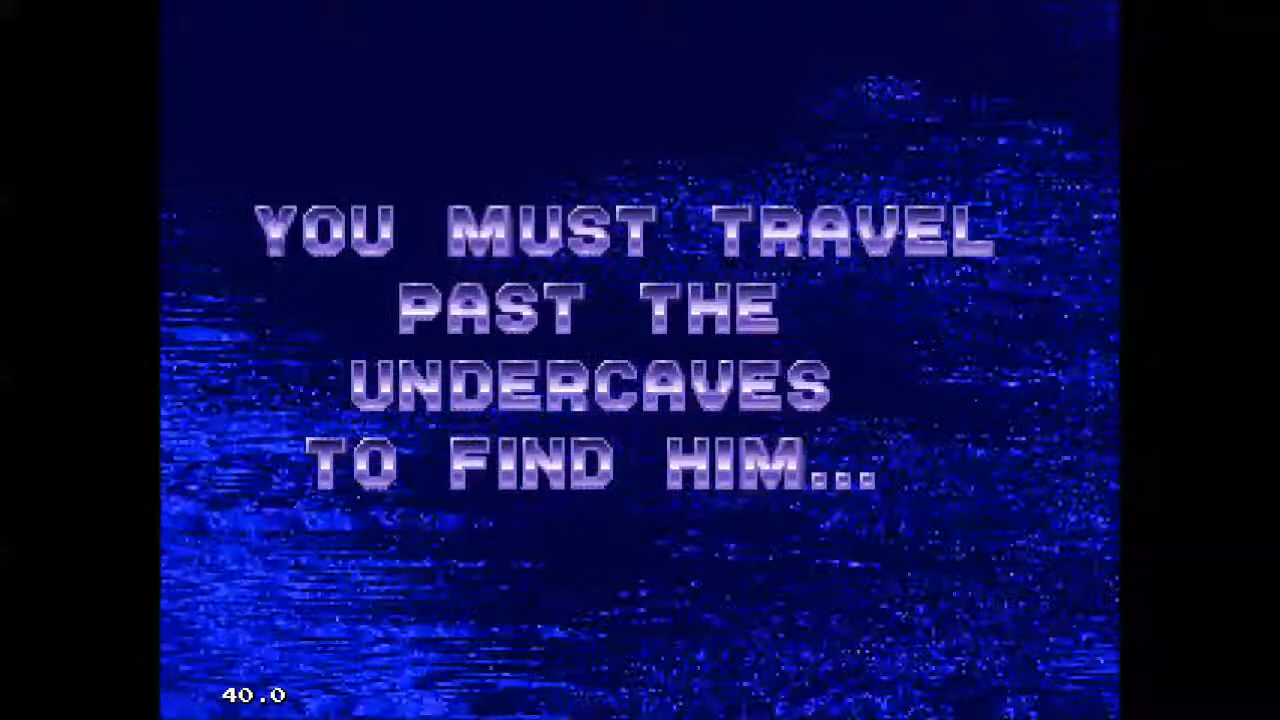 YOU MUST TRAVEL
PAST THE
UNDERCAVES
TO FIND HIM...
40.0